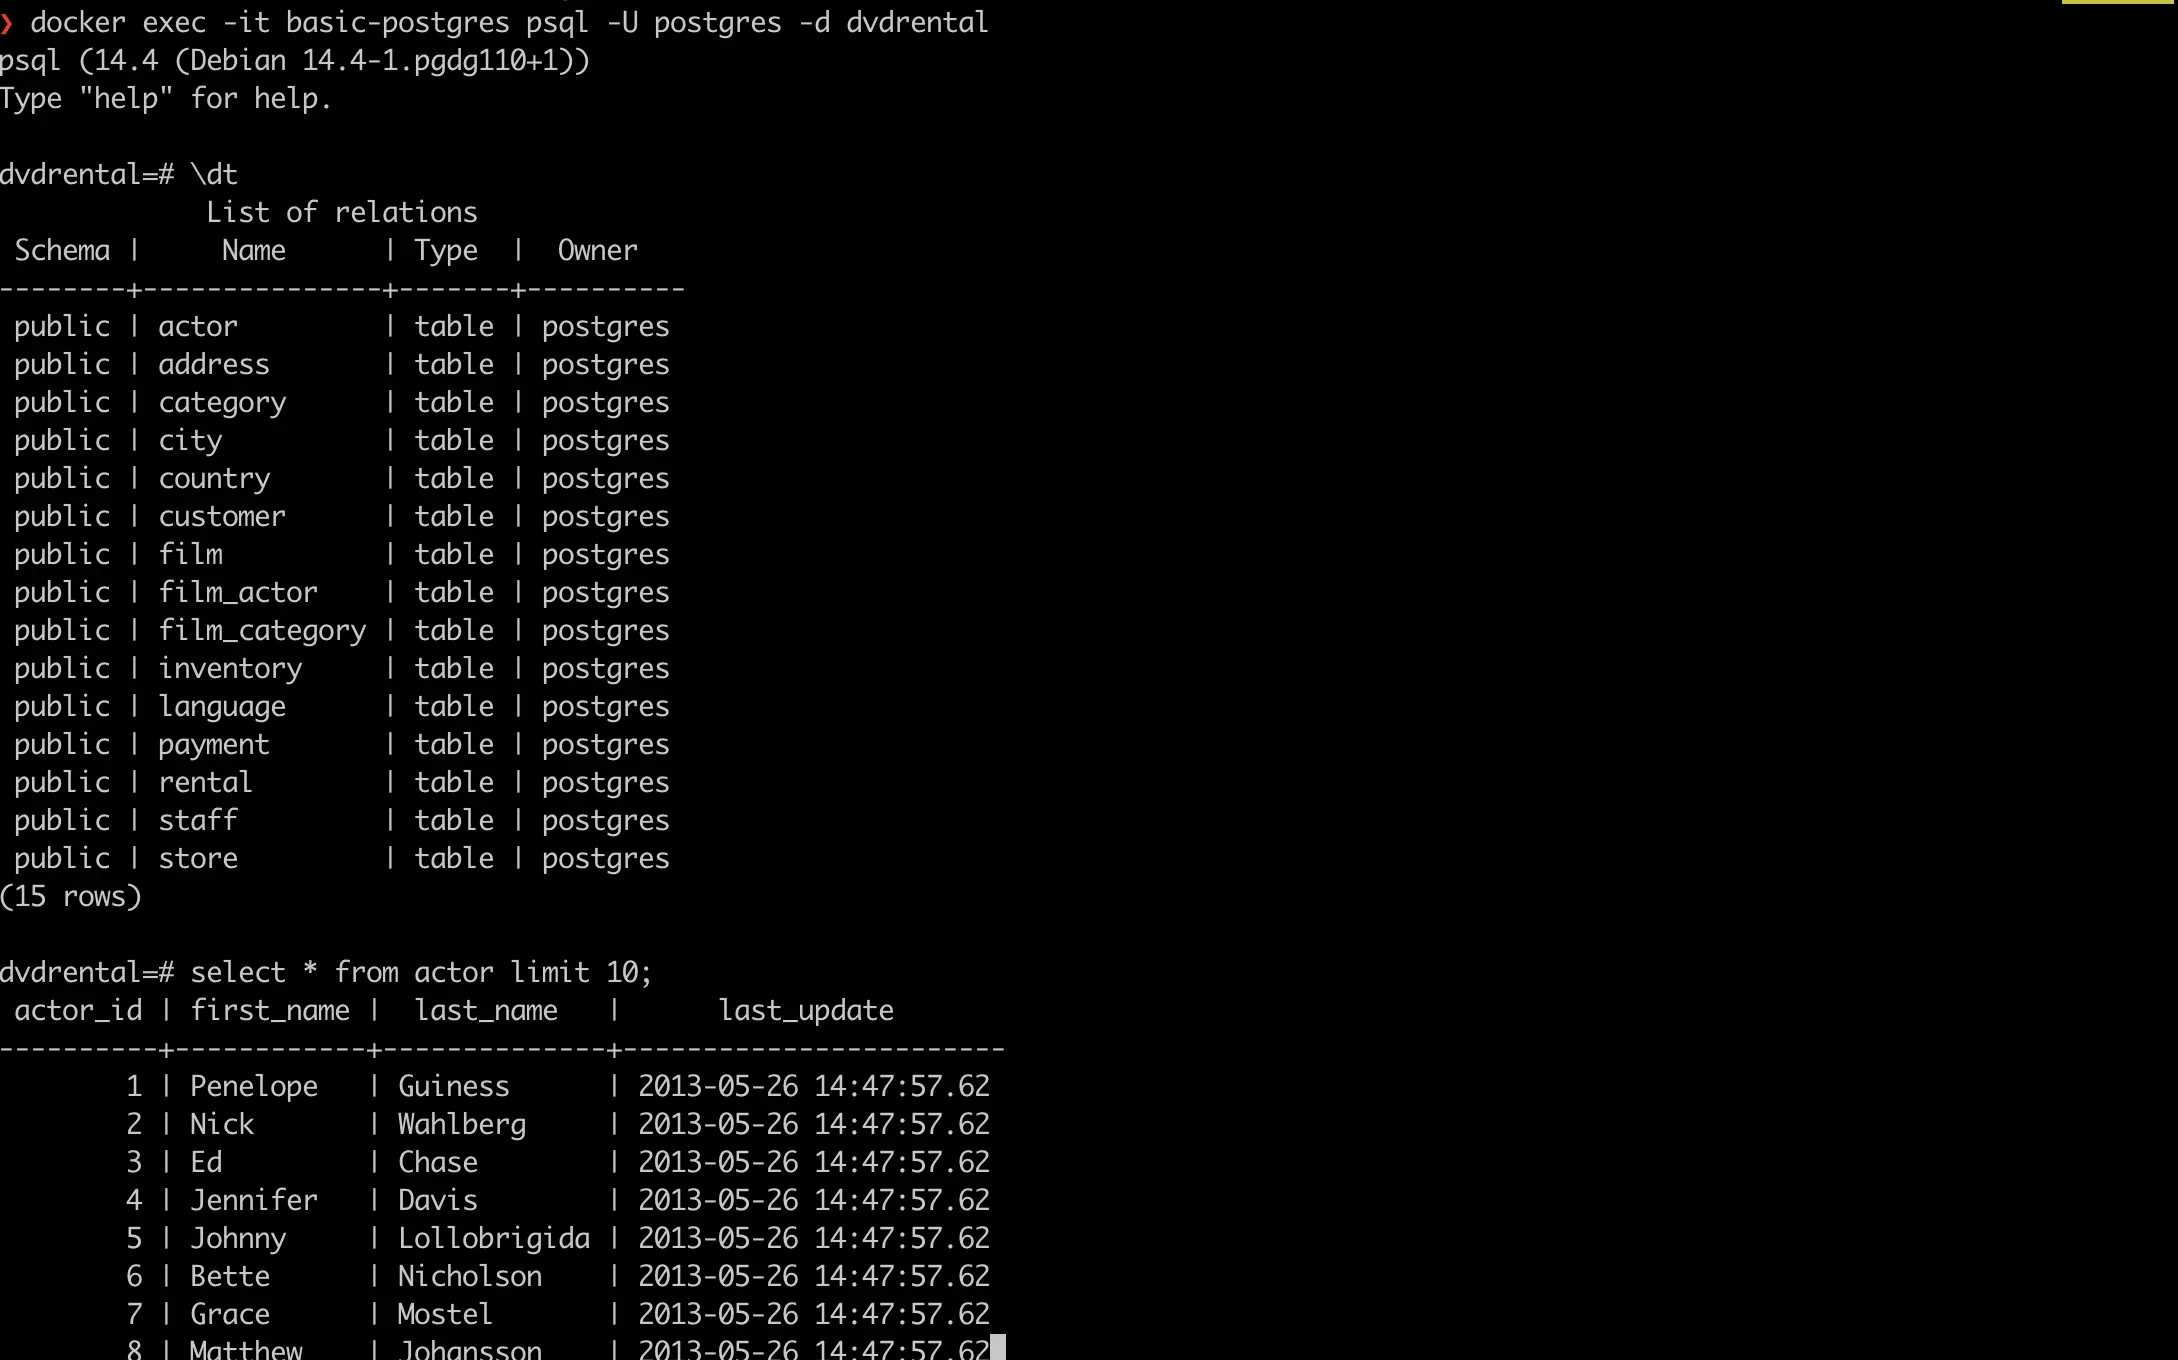 ❯ docker exec -it basic-postgres psql -U postgres -d dvdrental
psql (14.4 (Debian 14.4-1.pgdg110+1))
Type "help" for help.

dvdrental=# \dt
             List of relations
 Schema |     Name      | Type  |  Owner
--------+---------------+-------+----------
 public | actor         | table | postgres
 public | address       | table | postgres
 public | category      | table | postgres
 public | city          | table | postgres
 public | country       | table | postgres
 public | customer      | table | postgres
 public | film          | table | postgres
 public | film_actor    | table | postgres
 public | film_category | table | postgres
 public | inventory     | table | postgres
 public | language      | table | postgres
 public | payment       | table | postgres
 public | rental        | table | postgres
 public | staff         | table | postgres
 public | store         | table | postgres
(15 rows)

dvdrental=# select * from actor limit 10;
 actor_id | first_name |  last_name   |      last_update
----------+------------+--------------+------------------------
        1 | Penelope   | Guiness      | 2013-05-26 14:47:57.62
        2 | Nick       | Wahlberg     | 2013-05-26 14:47:57.62
        3 | Ed         | Chase        | 2013-05-26 14:47:57.62
        4 | Jennifer   | Davis        | 2013-05-26 14:47:57.62
        5 | Johnny     | Lollobrigida | 2013-05-26 14:47:57.62
        6 | Bette      | Nicholson    | 2013-05-26 14:47:57.62
        7 | Grace      | Mostel       | 2013-05-26 14:47:57.62
        8 | Matthew    | Johansson    | 2013-05-26 14:47:57.62